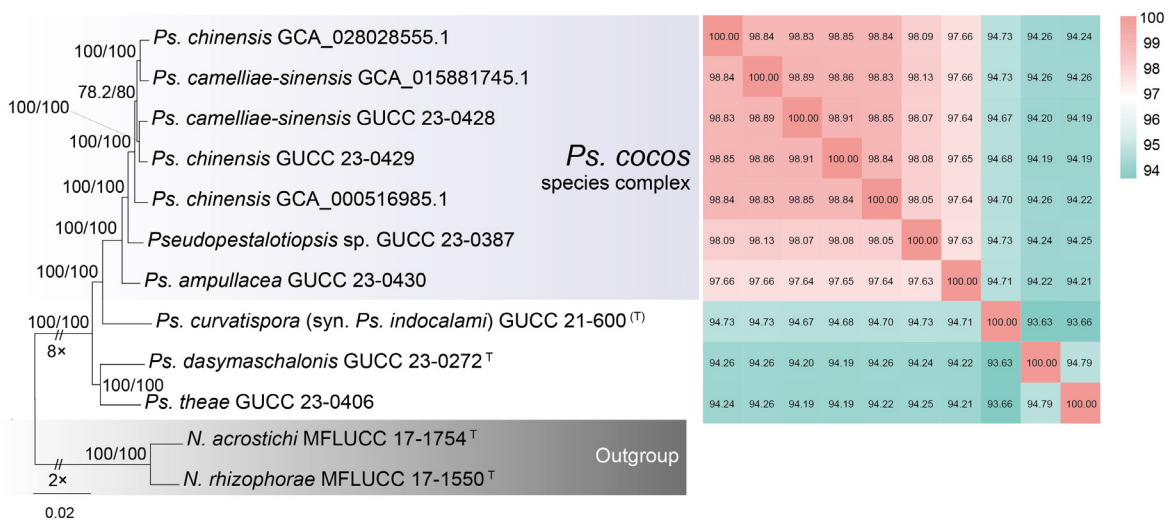 100/100
Ps. chinensis GCA_028028555.1
Ps. camelliae-sinensis GCA_015881745.1
78.2/80
100/100
Ps. camelliae-sinensis GUCC 23-0428
100/100
Ps. chinensis GUCC 23-0429
100/100
Ps. chinensis GCA_000516985.1
100/100
Pseudopestalotiopsis sp. GUCC 23-0387
100/100
Ps. ampullacea GUCC 23-0430
Ps. cocos
species complex
100/100
8×
Ps. curvatispora (syn. Ps. indocalami) GUCC 21-600 (T)
Ps. dasymaschalonis GUCC 23-0272 T
100/100
Ps. theae GUCC 23-0406
N. acrostichi MFLUCC 17-1754 T
100/100
2×
N. rhizophorae MFLUCC 17-1550 T
Outgroup
0.02
100.00 98.84 98.83 98.85 98.84 98.09 97.66 94.73 94.26 94.24
98.84 100.00 98.89 98.86 98.83 98.13 97.66 94.73 94.26 94.26
98.83 98.89 100.00 98.91 98.85 98.07 97.64 94.67 94.20 94.19
98.85 98.86 98.91 100.00 98.84 98.08 97.65 94.68 94.19 94.19
98.84 98.83 98.85 98.84 100.00 98.05 97.64 94.70 94.26 94.22
98.09 98.13 98.07 98.08 98.05 100.00 97.63 94.73 94.24 94.25
97.66 97.66 97.64 97.65 97.64 97.63 100.00 94.71 94.22 94.21
94.73 94.73 94.67 94.68 94.70 94.73 94.71 100.00 93.63 93.66
94.26 94.26 94.20 94.19 94.26 94.24 94.22 93.63 100.00 94.79
94.24 94.26 94.19 94.19 94.22 94.25 94.21 93.66 94.79 100.00
100
99
98
97
96
95
94